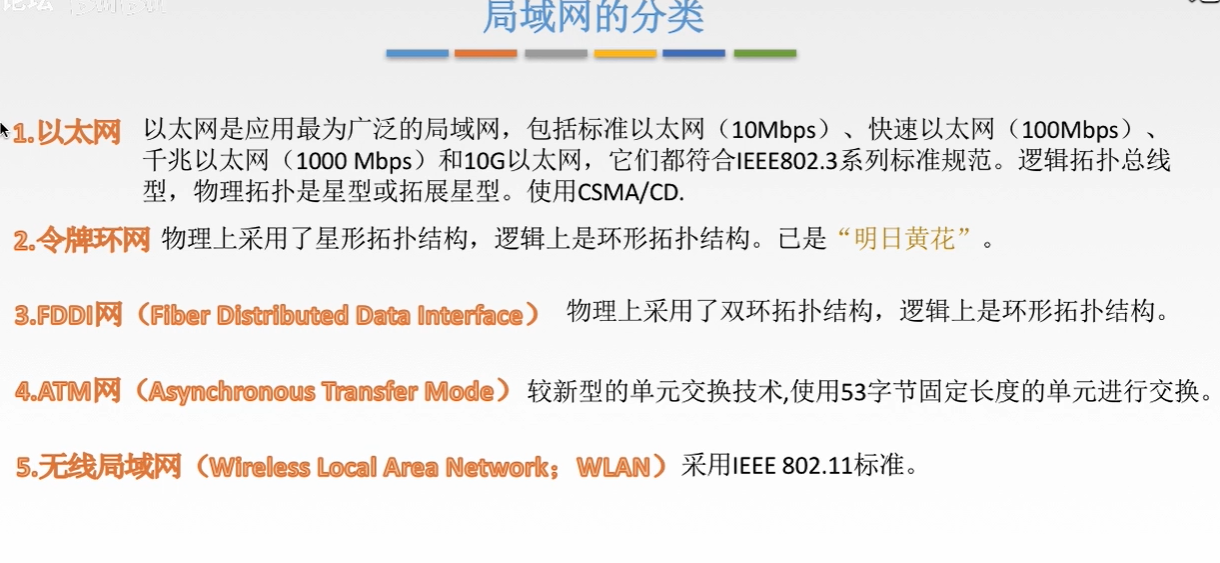 局域网的分类
1.以太网 以太网是应用最为广泛的局域网，包括标准以太网（10Mbps）、快速以太网（100Mbps）、
千兆以太网（1000 Mbps）和10G以太网，它们都符合IEEE802.3系列标准规范。逻辑拓扑总线
型，物理拓扑是星型或拓展星型。使用CSMA/CD.
2.令牌环网 物理上采用了星形拓扑结构，逻辑上是环形拓扑结构。已是“明日黄花”。
3.FDDI网（Fiber Distributed Data Interface） 物理上采用了双环拓扑结构，逻辑上是环形拓扑结构。
4.ATM网（Asynchronous Transfer Mode） 较新型的单元交换技术,使用53字节固定长度的单元进行交换。
5.无线局域网（Wireless Local Area Network；WLAN） 采用IEEE 802.11标准。